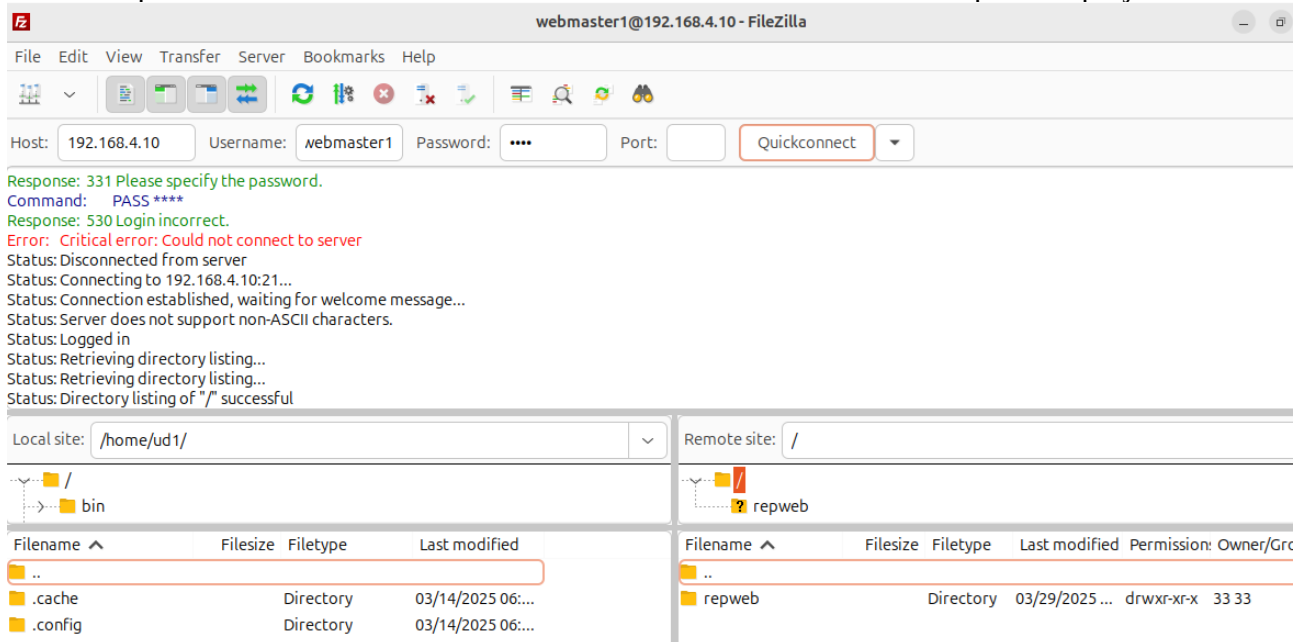 webmaster1@192.168.4.10 - FileZilla
File Edit View Transfer Server Bookmarks Help
Host: 192.168.4.10 Username: webmaster1 Password: •••• Port: Quickconnect
Response: 331 Please specify the password.
Command: PASS ****
Response: 530 Login incorrect.
Error: Critical error: Could not connect to server
Status: Disconnected from server
Status: Connecting to 192.168.4.10:21...
Status: Connection established, waiting for welcome message...
Status: Server does not support non-ASCII characters.
Status: Logged in
Status: Retrieving directory listing...
Status: Retrieving directory listing...
Status: Directory listing of "/" successful
Local site: /home/ud1/ Remote site: /
/ /
bin ? repweb
Filename Filesize Filetype Last modified Filename Filesize Filetype Last modified Permission: Owner/Gro
.. ..
.cache Directory 03/14/2025 06:... repweb Directory 03/29/2025 ... drwxr-xr-x 33 33
.config Directory 03/14/2025 06:...